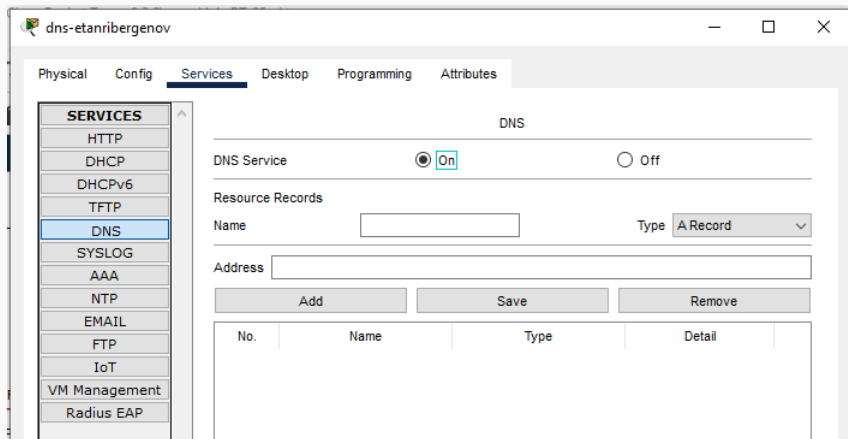 dns-etanribergenov
Physical Config Services Desktop Programming Attributes
SERVICES
HTTP
DHCP
DHCPv6
TFTP
DNS
SYSLOG
AAA
NTP
EMAIL
FTP
IoT
VM Management
Radius EAP
DNS
DNS Service On Off
Resource Records
Name Type A Record
Address
Add Save Remove
No. Name Type Detail